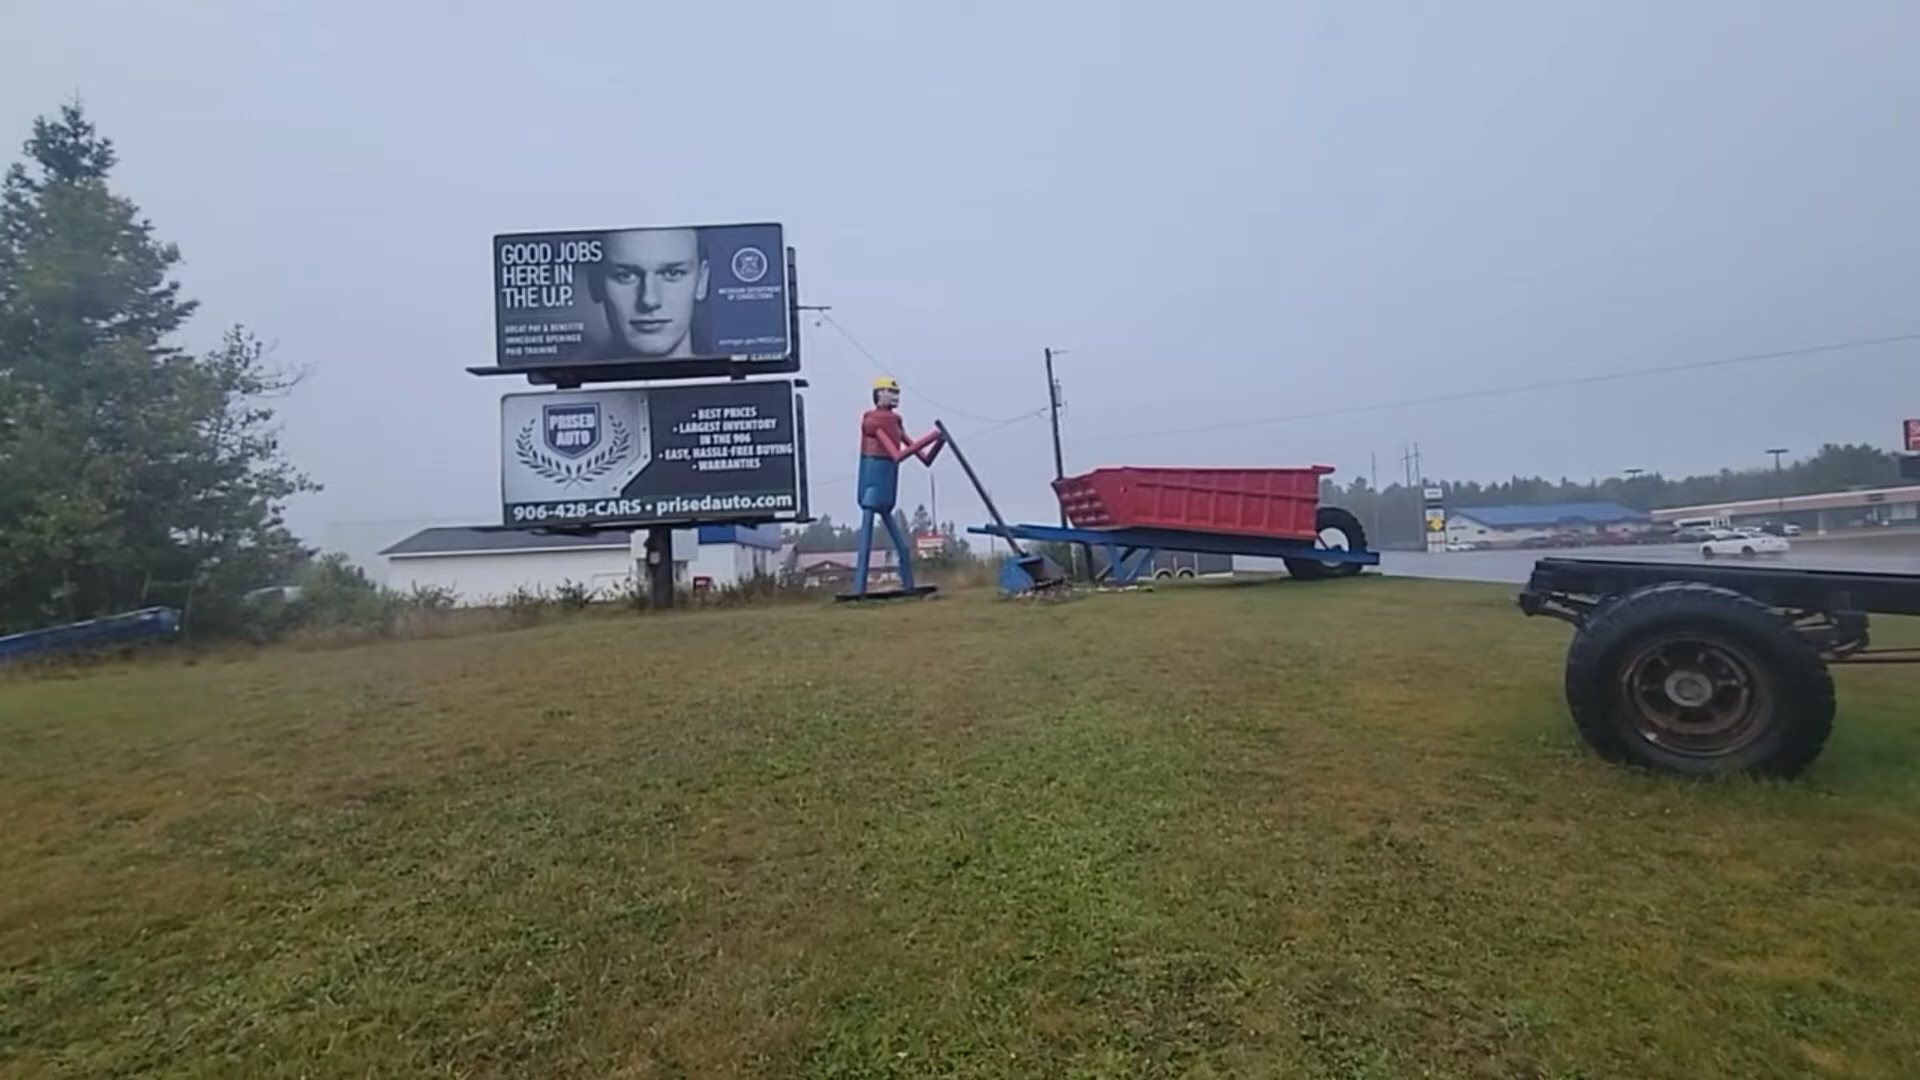 GOOD JOBS
HERE IN
THE U.P.
GREAT PAY & BENEFITS
IMMEDIATE OPENINGS
PAID TRAINING
MICHIGAN DEPARTMENT
OF CORRECTIONS
PRISED
AUTO
• BEST PRICES
• LARGEST INVENTORY
IN THE 906
• EASY, HASSLE-FREE BUYING
• WARRANTIES
906-428-CARS • prisedauto.com